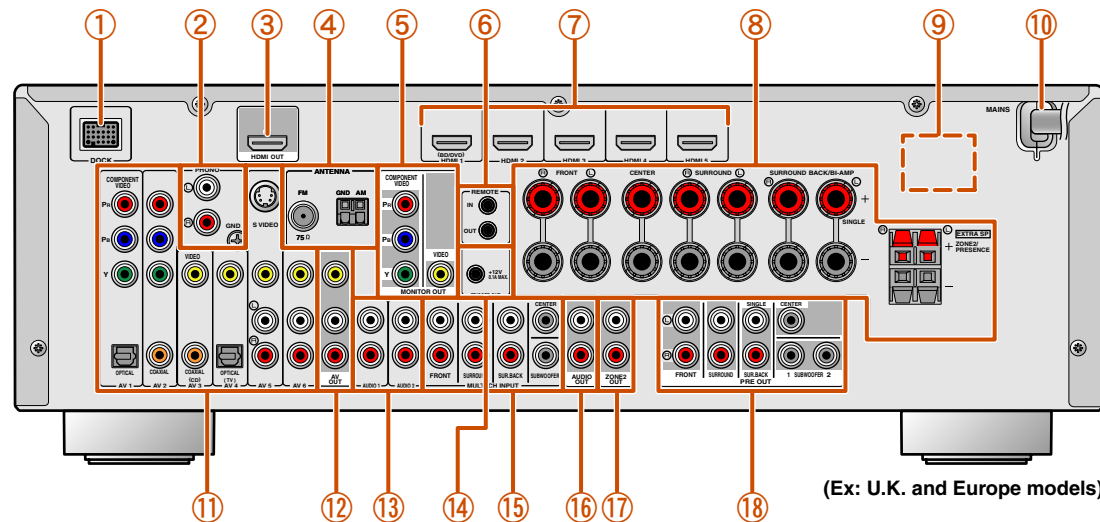 ① ② ③ ④ ⑤ ⑥ ⑦ ⑧ ⑨ ⑩
DOCK
HDMI OUT
(BD/DVD)
HDMI 1 HDMI 2 HDMI 3 HDMI 4 HDMI 5
MAINS
COMPONENT
VIDEO
PR
PB
Y
PHONO
L
R
GND
S VIDEO
ANTENNA
FM
GND AM
75 Ω
COMPONENT
VIDEO
PR
PB
Y
VIDEO
MONITOR OUT
REMOTE
IN
OUT
+12V
0.1A MAX.
R FRONT L CENTER R SURROUND L SURROUND BACK/BI-AMP
R L
+
SINGLE
–
R L EXTRA SP
+ ZONE2/
PRESENCE
–
VIDEO
L
R
OPTICAL COAXIAL COAXIAL OPTICAL
(CD) (TV)
AV 1 AV 2 AV 3 AV 4 AV 5 AV 6
AV
OUT
AUDIO 1 AUDIO 2
CENTER
FRONT SURROUND SUR.BACK SUBWOOFER
MULTI CH INPUT
AUDIO
OUT
ZONE2
OUT
SINGLE CENTER
L
R
FRONT SURROUND SUR.BACK 1 SUBWOOFER 2
PRE OUT
⑪ ⑫ ⑬ ⑭ ⑮ ⑯ ⑰ ⑱
(Ex: U.K. and Europe models)